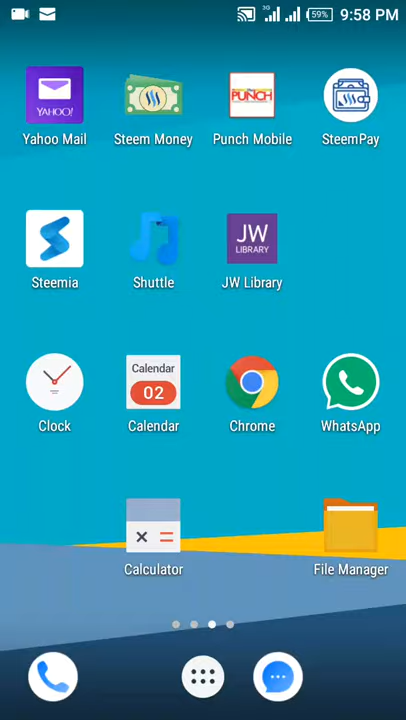 3G 59% 9:58 PM
YAHOO! PUNCH
Yahoo Mail Steem Money Punch Mobile SteemPay
JW
LIBRARY
Steemia Shuttle JW Library
Calendar
02
Clock Calendar Chrome WhatsApp
Calculator File Manager